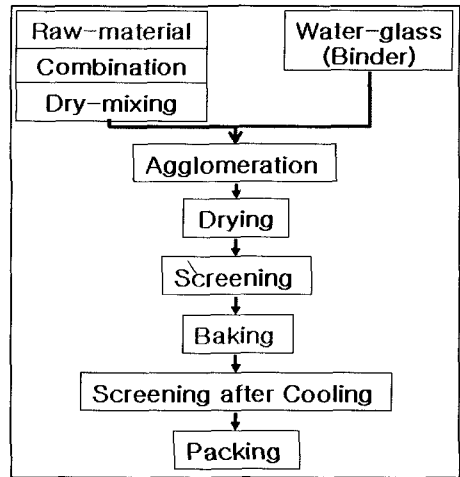 Raw-material
Combination
Dry-mixing
Water-glass
(Binder)
Agglomeration
Drying
Screening
Baking
Screening after Cooling
Packing